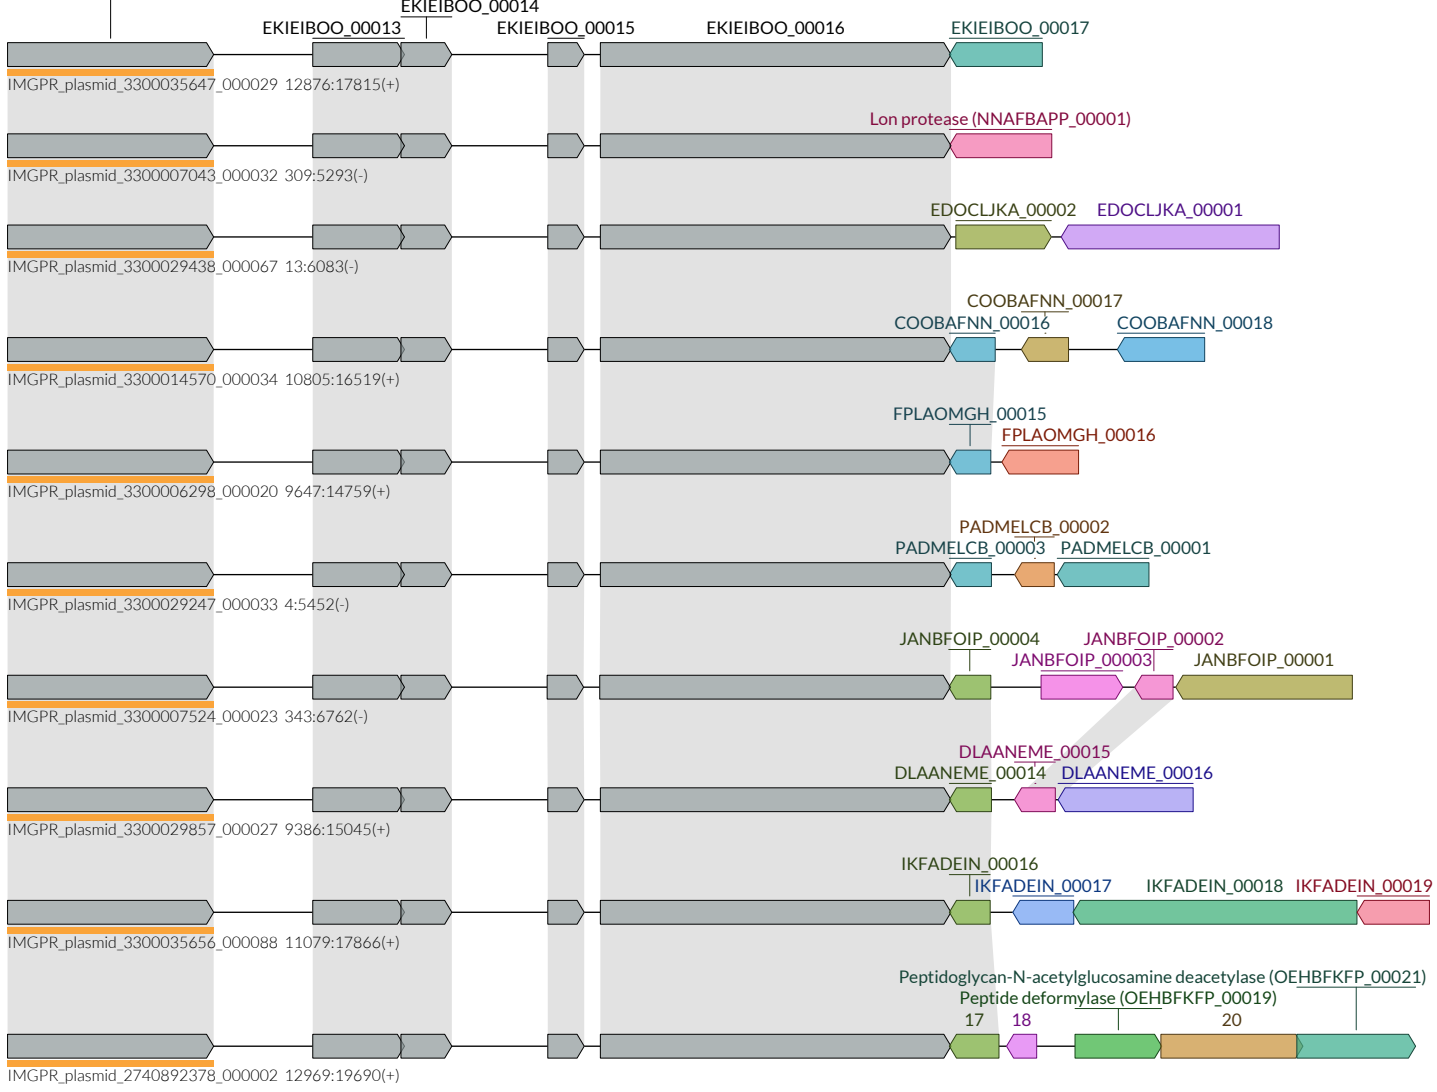 EKIEIBOO_00014
EKIEIBOO_00013 EKIEIBOO_00015 EKIEIBOO_00016 EKIEIBOO_00017
IMGPR_plasmid_3300035647_000029 12876:17815(+)
Lon protease (NNAFBAPP_00001)
IMGPR_plasmid_3300007043_000032 309:5293(-)
EDOCLJKA_00002 EDOCLJKA_00001
IMGPR_plasmid_3300029438_000067 13:6083(-)
COOBAFNN_00017
COOBAFNN_00016 COOBAFNN_00018
IMGPR_plasmid_3300014570_000034 10805:16519(+)
FPLAOMGH_00015
FPLAOMGH_00016
IMGPR_plasmid_3300006298_000020 9647:14759(+)
PADMELCB_00002
PADMELCB_00003 PADMELCB_00001
IMGPR_plasmid_3300029247_000033 4:5452(-)
JANBFOIP_00004 JANBFOIP_00002
JANBFOIP_00003 JANBFOIP_00001
IMGPR_plasmid_3300007524_000023 343:6762(-)
DLAANEME_00015
DLAANEME_00014 DLAANEME_00016
IMGPR_plasmid_3300029857_000027 9386:15045(+)
IKFADEIN_00016
IKFADEIN_00017 IKFADEIN_00018 IKFADEIN_00019
IMGPR_plasmid_3300035656_000088 11079:17866(+)
Peptidoglycan-N-acetylglucosamine deacetylase (OEHBFKFP_00021)
Peptide deformylase (OEHBFKFP_00019)
17 18 20
IMGPR_plasmid_2740892378_000002 12969:19690(+)